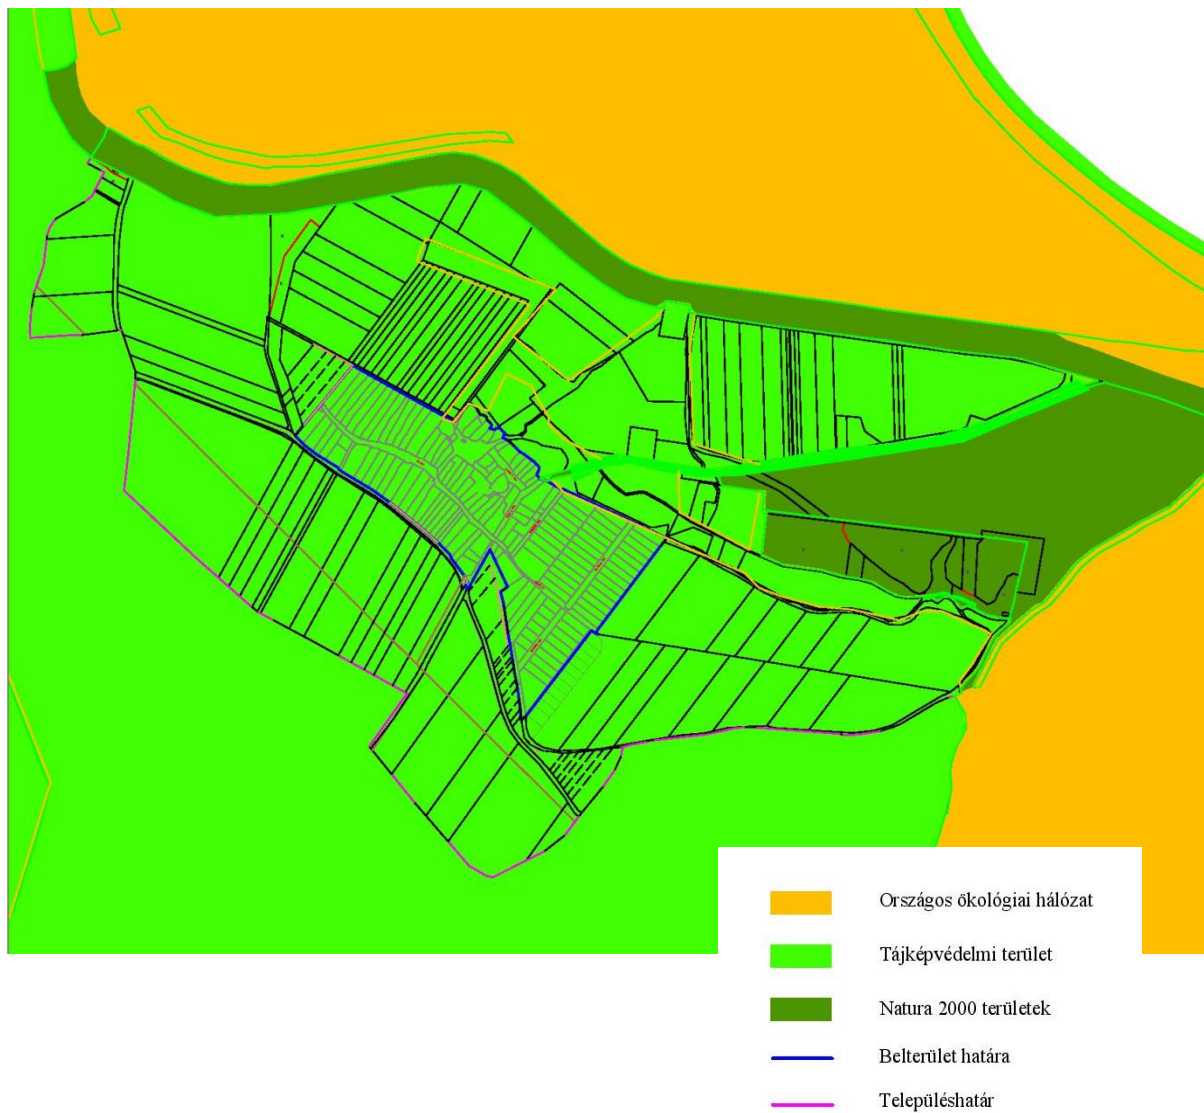 Országos ökológiai hálózat
Tájképvédelmi terület
Natura 2000 területek
Belterület határa
Településhatár